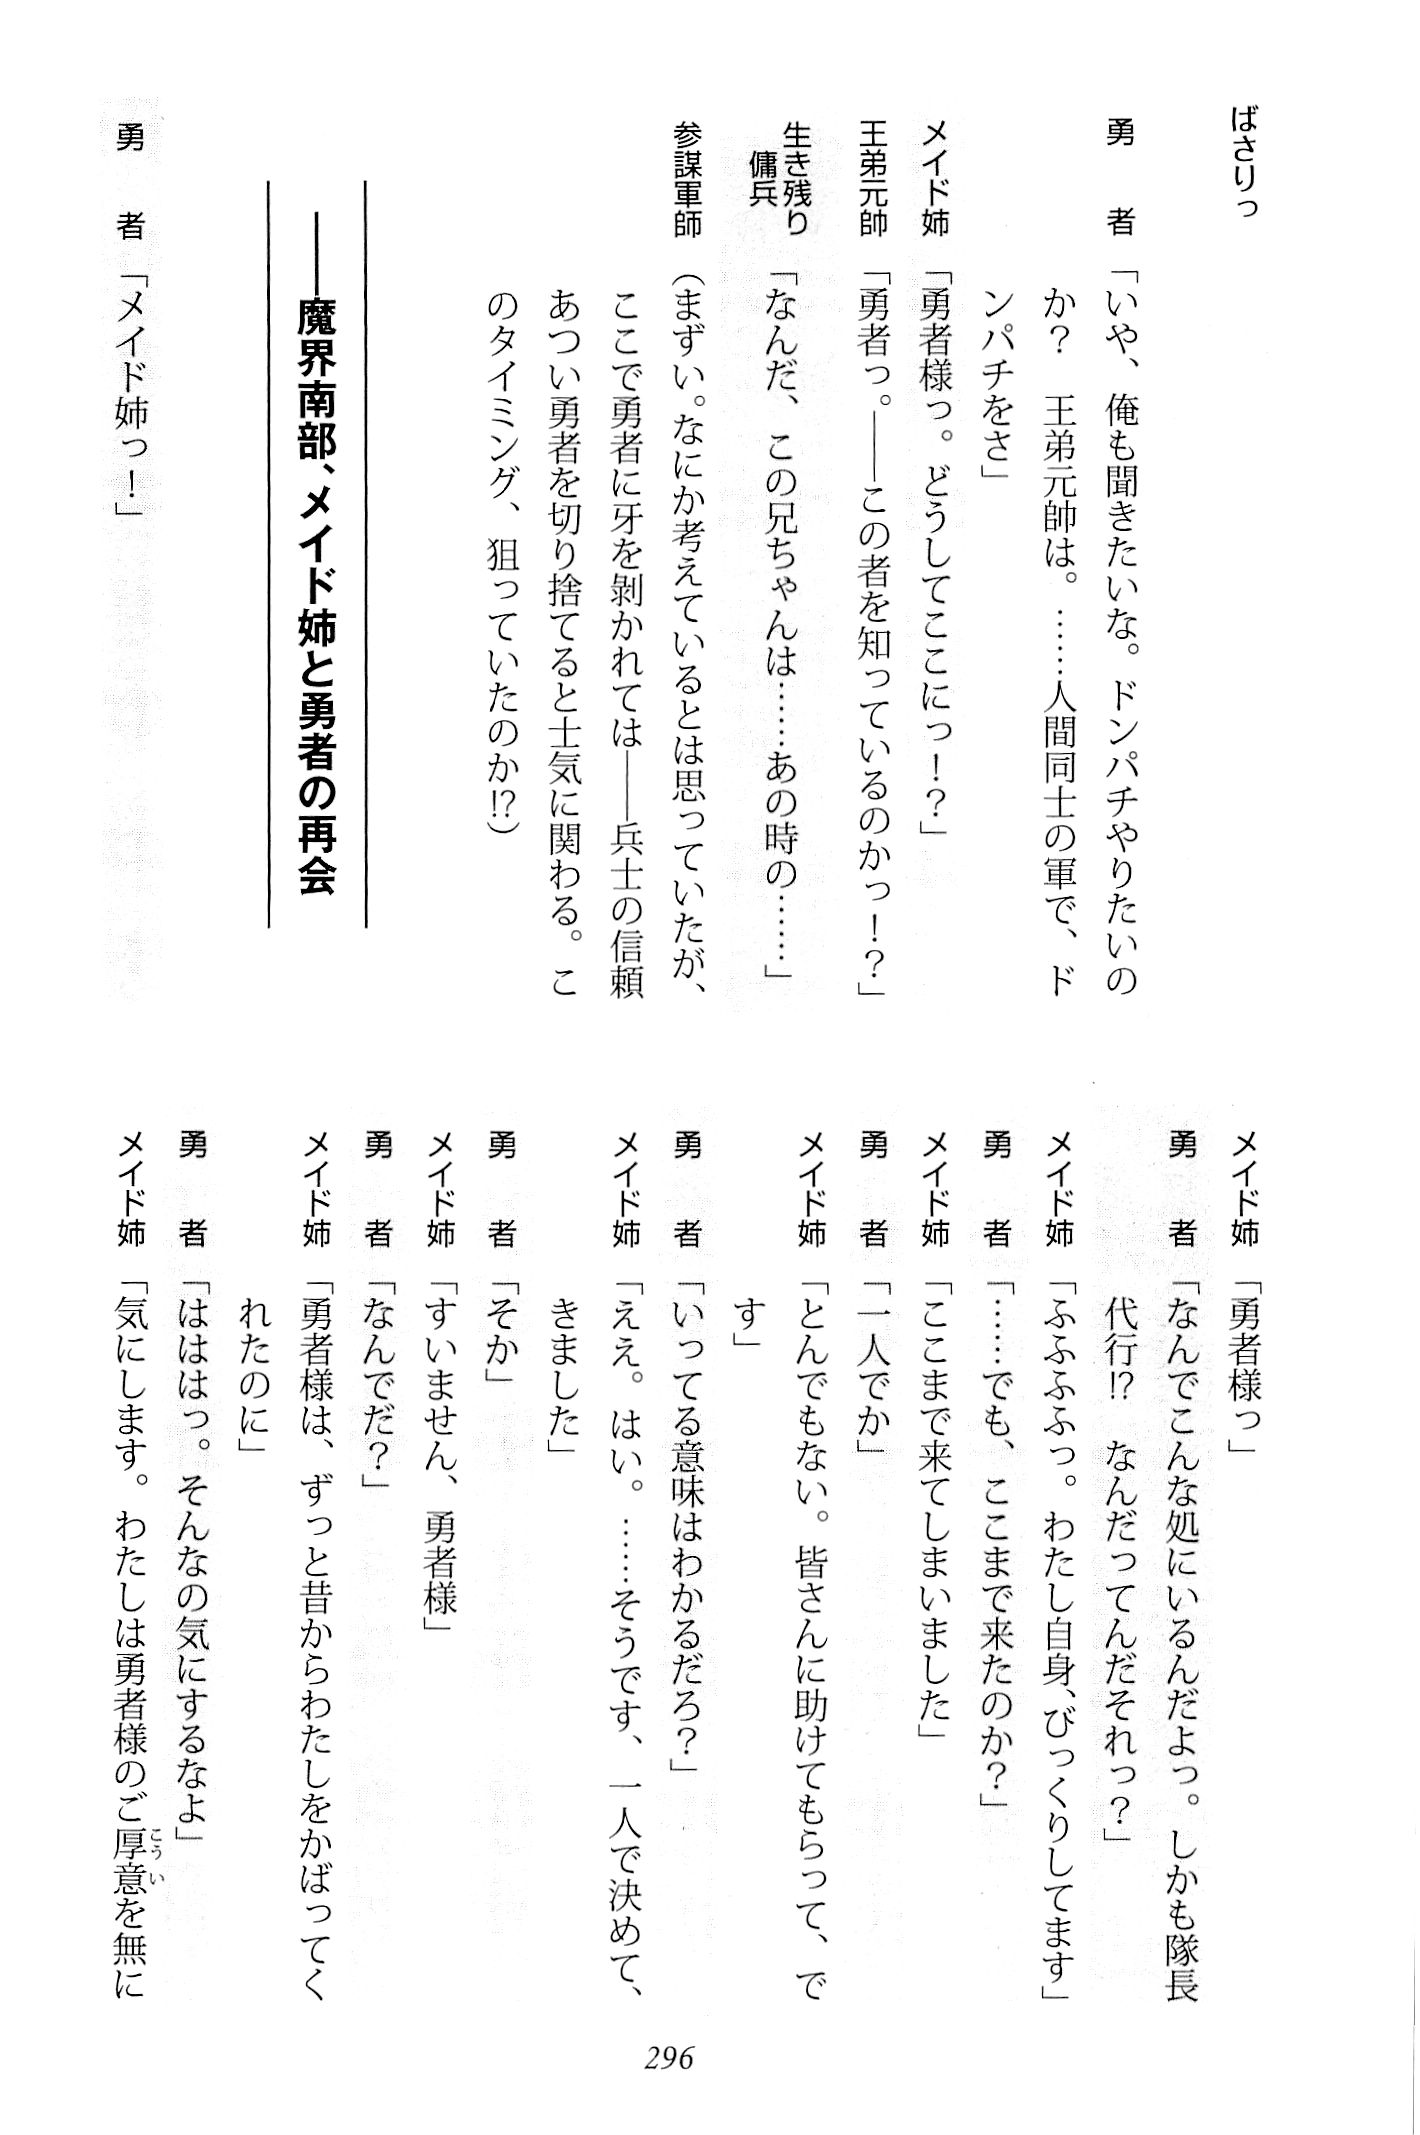 ばさりっ
勇　者「いや、俺も聞きたいな。ドンパチやりたいの
か？　王弟元帥は。……人間同士の軍で、ド
ンパチをさ」
メイド姉「勇者様っ。どうしてここにっ！？」
王弟元帥「勇者っ。――この者を知っているのかっ！？」
生き残り傭兵「なんだ、この兄ちゃんは……あの時の……」
参謀軍師（まずい。なにか考えているとは思っていたが、
ここで勇者に牙を剝かれては――兵士の信頼
あつい勇者を切り捨てると士気に関わる。こ
のタイミング、狙っていたのか!?）
――魔界南部、メイド姉と勇者の再会
勇　者「メイド姉っ！」
メイド姉「勇者様っ」
勇　者「なんでこんな処にいるんだよっ。しかも隊長
代行!?　なんだってんだそれっ？」
メイド姉「ふふふふっ。わたし自身、びっくりしてます」
勇　者「……でも、ここまで来たのか？」
メイド姉「ここまで来てしまいました」
勇　者「一人でか」
メイド姉「とんでもない。皆さんに助けてもらって、で
す」
勇　者「いってる意味はわかるだろ？」
メイド姉「ええ。はい。……そうです、一人で決めて、
きました」
勇　者「そか」
メイド姉「すいません、勇者様」
勇　者「なんでだ？」
メイド姉「勇者様は、ずっと昔からわたしをかばってく
れたのに」
勇　者「はははっ。そんなの気にするなよ」
メイド姉「気にします。わたしは勇者様のご厚意を無に
こうい
296